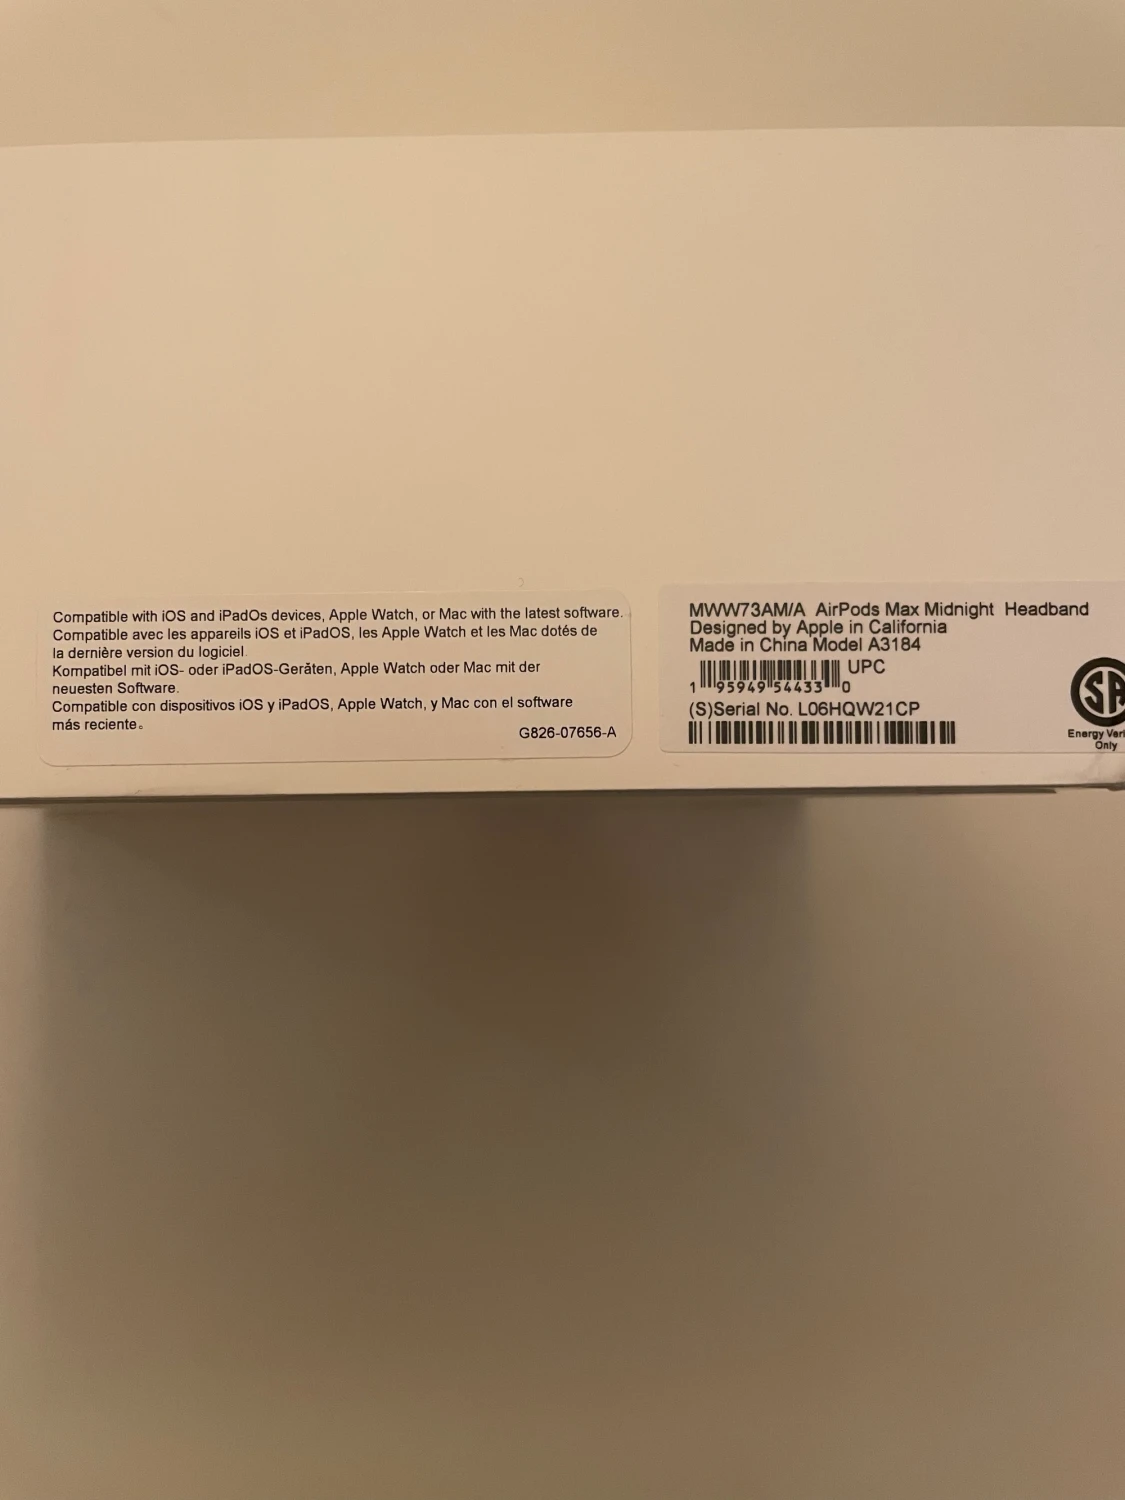 Compatible with iOS and iPadOs devices, Apple Watch, or Mac with the latest software.
Compatible avec les appareils iOS et iPadOS, les Apple Watch et les Mac dotés de
la dernière version du logiciel.
Kompatibel mit iOS- oder iPadOS-Geräten, Apple Watch oder Mac mit der
neuesten Software.
Compatible con dispositivos iOS y iPadOS, Apple Watch, y Mac con el software
más reciente。
G826-07656-A
MWW73AM/A AirPods Max Midnight Headband
Designed by Apple in California
Made in China Model A3184
UPC
1 95949 54433 0
(S)Serial No. L06HQW21CP
Energy
Only